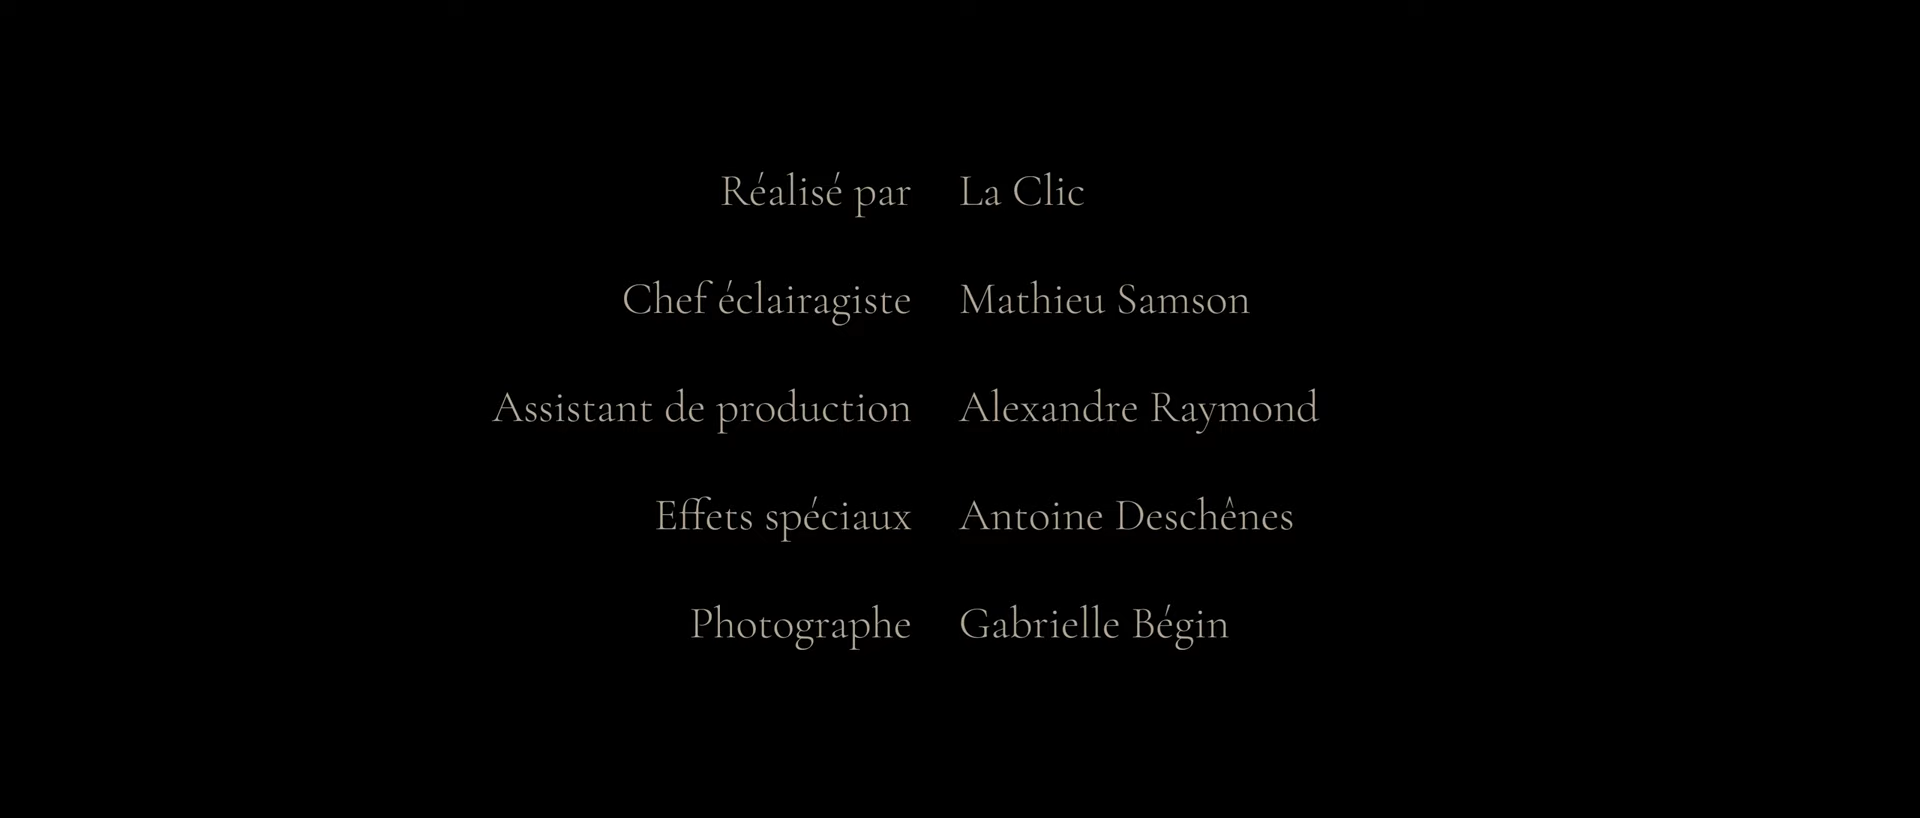 Réalisé par La Clic
Chef éclairagiste Mathieu Samson
Assistant de production Alexandre Raymond
Effets spéciaux Antoine Deschênes
Photographe Gabrielle Bégin